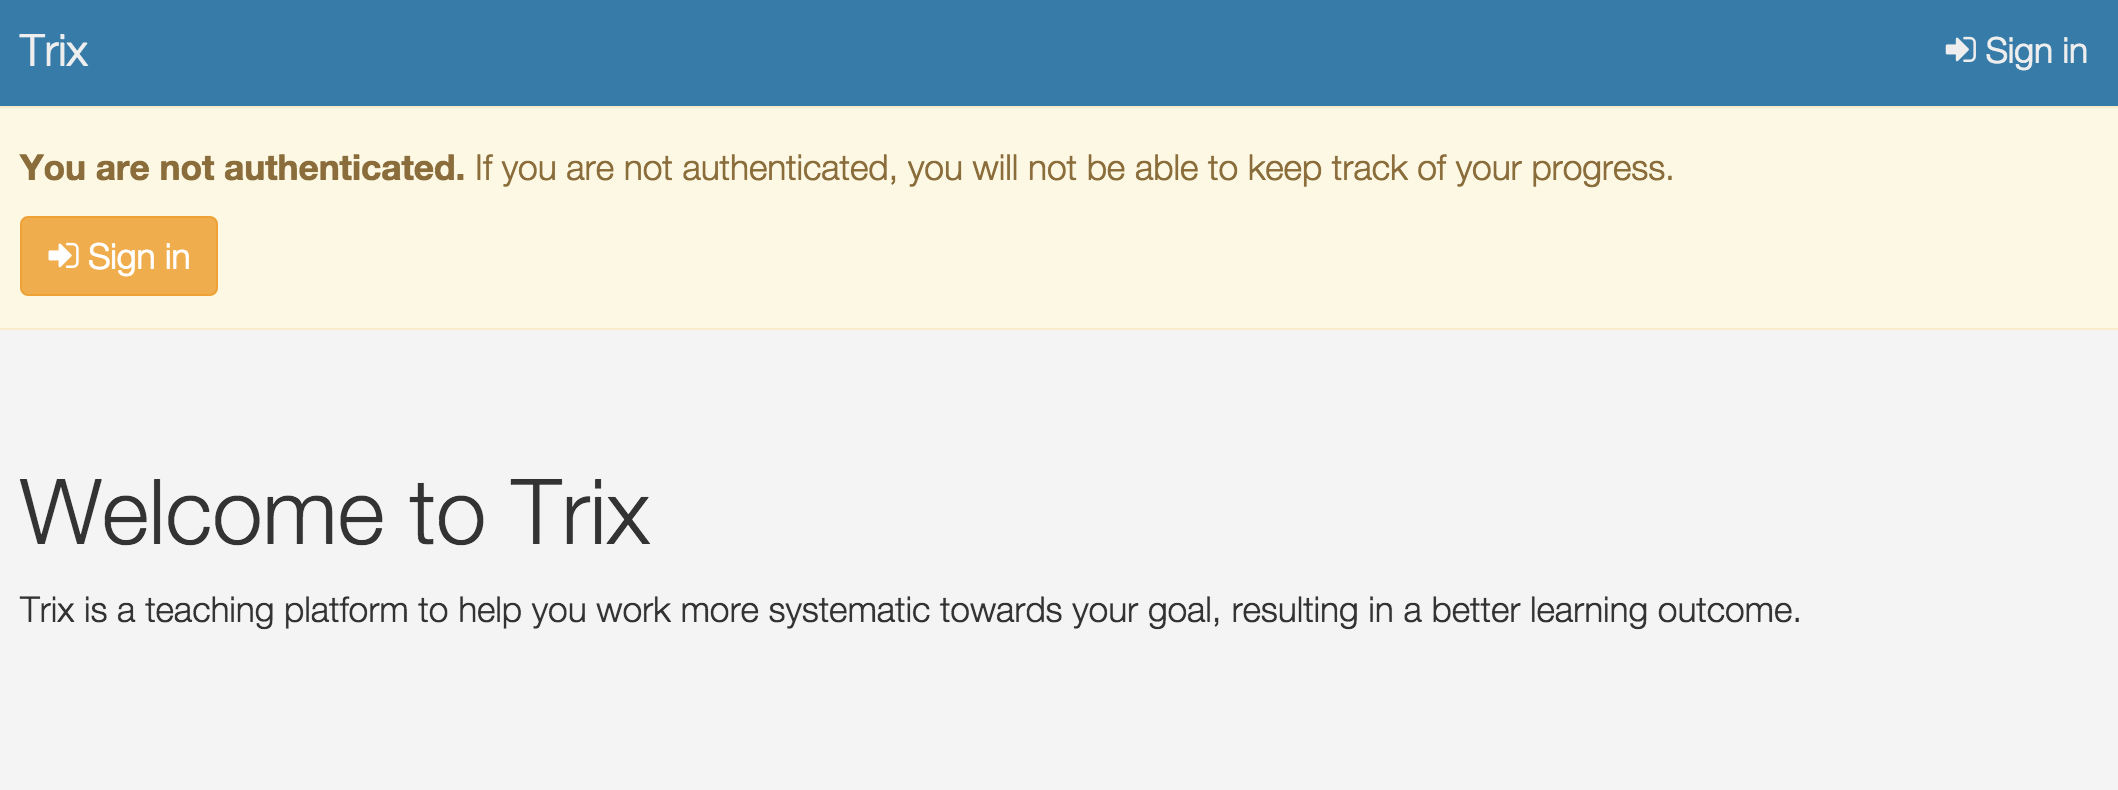 Trix
Sign in
You are not authenticated. If you are not authenticated, you will not be able to keep track of your progress.
Sign in
Welcome to Trix
Trix is a teaching platform to help you work more systematic towards your goal, resulting in a better learning outcome.